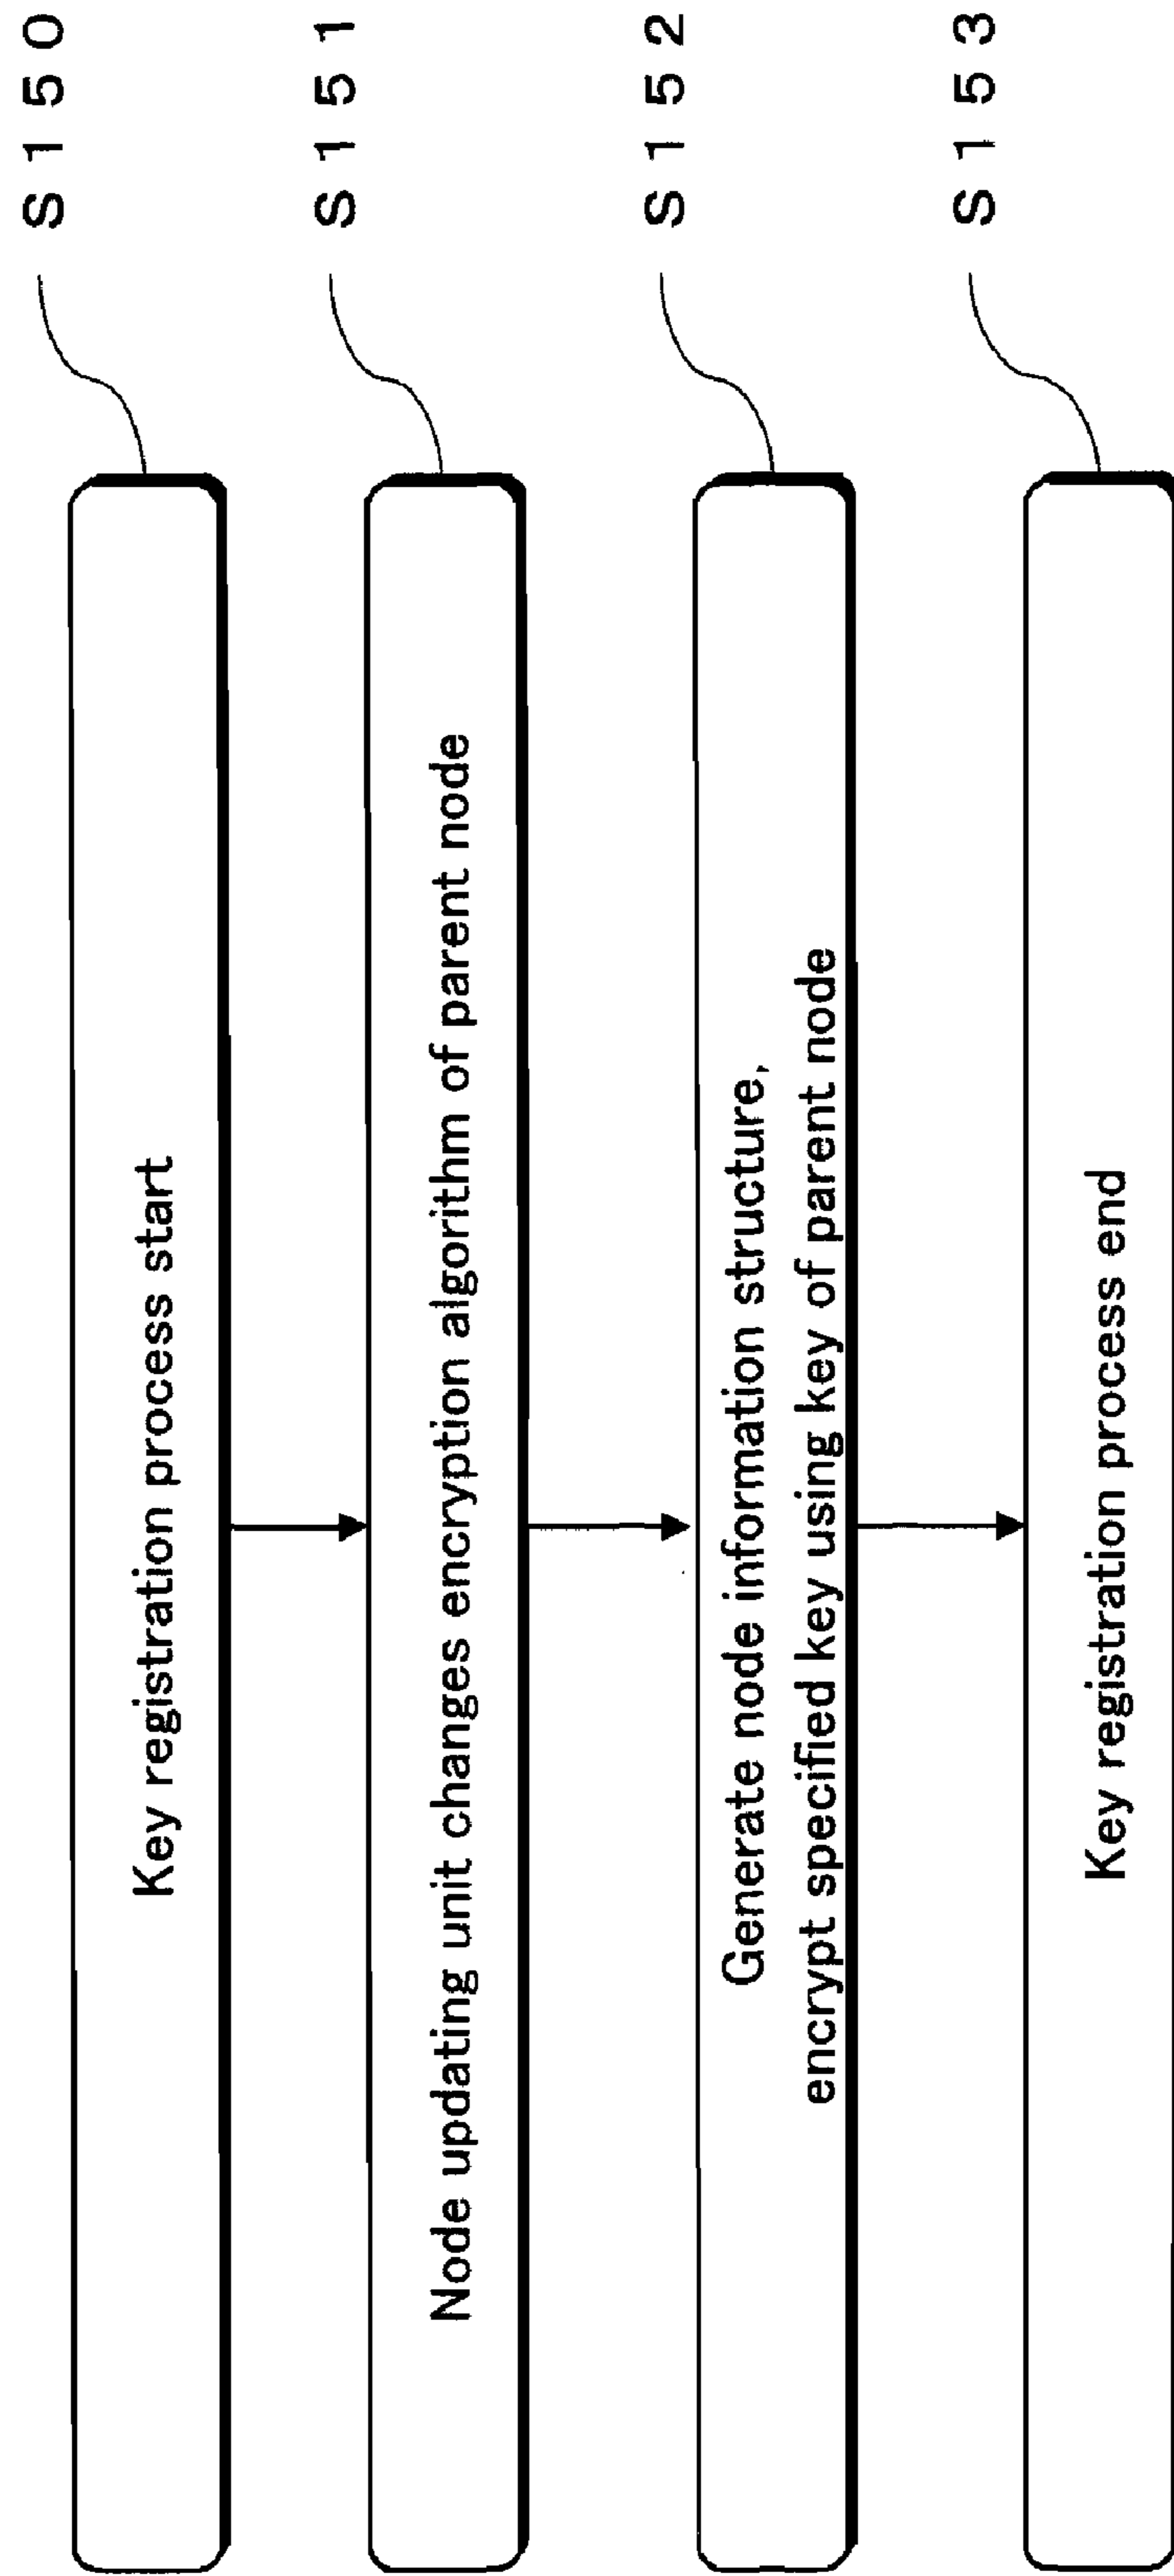 Key registration process start
S150
Node updating unit changes encryption algorithm of parent node
S151
Generate node information structure,
encrypt specified key using key of parent node
S152
Key registration process end
S153